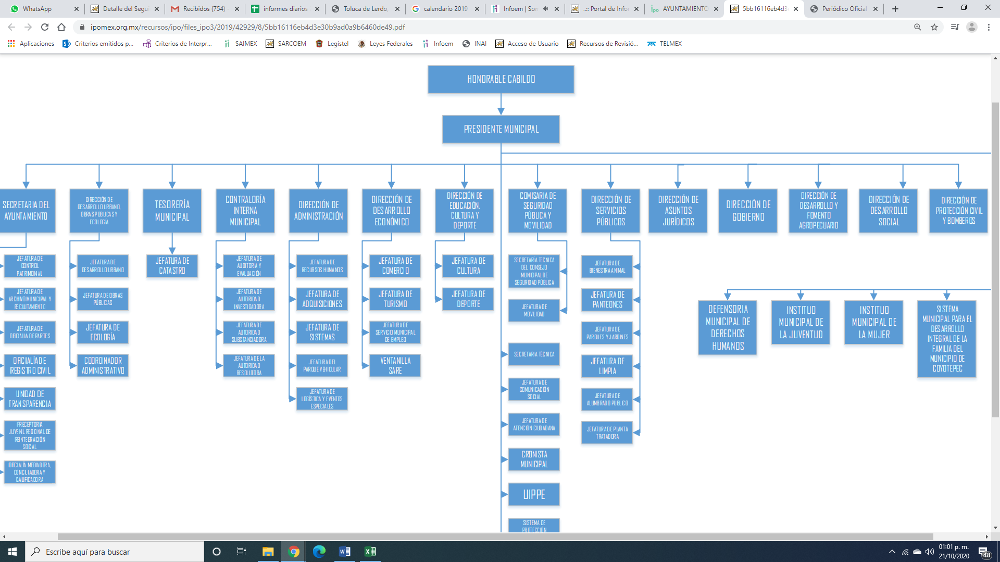 WhatsApp
Detalle del Segui
Recibidos (754) -
informes diarios
Toluca de Lerdo,
calendario 2019
Infoem | Son
..:: Portal de Infor
AYUNTAMIENTO
5bb16116eb4d3
Periódico Oficial
ipomex.org.mx/recursos/ipo/files_ipo3/2019/42929/8/5bb16116eb4d3e30b9ad0a9b6460de49.pdf
Aplicaciones
Criterios emitidos p...
Criterios de Interpr...
SAIMEX
SARCOEM
Legistel
Leyes Federales
Infoem
INAI
Acceso de Usuario
Recursos de Revisió...
TELMEX
HONORABLE CABILDO
PRESIDENTE MUNICIPAL
SECRETARIA DEL
AYUNTAMIENTO
DIRECCIÓN DE
DESARROLLO URBANO,
OBRAS PÚBLICAS Y
ECOLOGÍA
TESORERÍA
MUNICIPAL
CONTRALORÍA
INTERNA
MUNICIPAL
DIRECCIÓN DE
ADMINISTRACIÓN
DIRECCIÓN DE
DESARROLLO
ECONÓMICO
DIRECCIÓN DE
EDUCACIÓN,
CULTURA Y
DEPORTE
COMISARIA DE
SEGURIDAD
PÚBLICA Y
MOVILIDAD
DIRECCIÓN DE
SERVICIOS
PÚBLICOS
DIRECCIÓN DE
ASUNTOS
JURÍDICOS
DIRECCIÓN DE
GOBIERNO
DIRECCIÓN DE
DESARROLLO Y
FOMENTO
AGROPECUARIO
DIRECCIÓN DE
DESARROLLO
SOCIAL
DIRECCIÓN DE
PROTECCIÓN CIVIL
Y BOMBEROS
JEFATURA DE
CONTROL
PATRIMONIAL
JEFATURA DE
ARCHIVO MUNICIPAL Y
RECLUTAMIENTO
JEFATURA DE
OFICIALIA DE PARTES
OFICIALÍA DE
REGISTRO CIVIL
UNIDAD DE
TRANSPARENCIA
PRECEPTORIA
JUVENIL REGIONAL DE
REINTEGRACIÓN
SOCIAL
OFICIALÍA MEDIADORA,
CONCILIADORA Y
CALIFICADORA
JEFATURA DE
DESARROLLO URBANO
JEFATURA DE OBRAS
PÚBLICAS
JEFATURA DE
ECOLOGÍA
COORDINADOR
ADMINISTRATIVO
JEFATURA DE
CATASTRO
JEFATURA DE
AUDITORIA Y
EVALUACIÓN
JEFATURA DE
AUTORIDAD
INVESTIGADORA
JEFATURA DE
AUTORIDAD
SUBSTANCIADORA
JEFATURA DE LA
AUTORIDAD
RESOLUTORA
JEFATURA DE
RECURSOS HUMANOS
JEFATURA DE
ADQUISICIONES
JEFATURA DE
SISTEMAS
JEFATURA DEL
PARQUE VEHICULAR
JEFATURA DE
LOGÍSTICA Y EVENTOS
ESPECIALES
JEFATURA DE
COMERCIO
JEFATURA DE
TURISMO
JEFATURA DE
SERVICIO MUNICIPAL
DE EMPLEO
VENTANILLA
SARE
JEFATURA DE
CULTURA
JEFATURA DE
DEPORTE
SECRETARÍA TECNICA
DEL CONSEJO
MUNICIPAL DE
SEGURIDAD PÚBLICA
JEFATURA DE
MOVILIDAD
SECRETARIA TÉCNICA
JEFATURA DE
COMUNICACIÓN
SOCIAL
JEFATURA DE
ATENCIÓN CIUDADANA
CRONISTA
MUNICIPAL
UIPPE
SISTEMA DE
PROTECCIÓN
JEFATURA DE
BIENESTRA ANIMAL
JEFATURA DE
PANTEONES
JEFATURA DE
PARQUES Y JARDINES
JEFATURA DE
LIMPIA
JEFATURA DE
ALUMBRADO PÚBLICO
JEFATURA DE PLANTA
TRATADORA
DEFENSORIA
MUNICIPAL DE
DERECHOS
HUMANOS
INSTITUO
MUNICIPAL DE
LA JUVENTUD
INSTITUO
MUNICIPAL DE
LA MUJER
SISTEMA
MUNICIPAL PARA EL
DESARROLLO
INTEGRAL DE LA
FAMILIA DEL
MUNICIPIO DE
COYOTEPEC
Escribe aquí para buscar
01:01 p. m.
21/10/2020
48